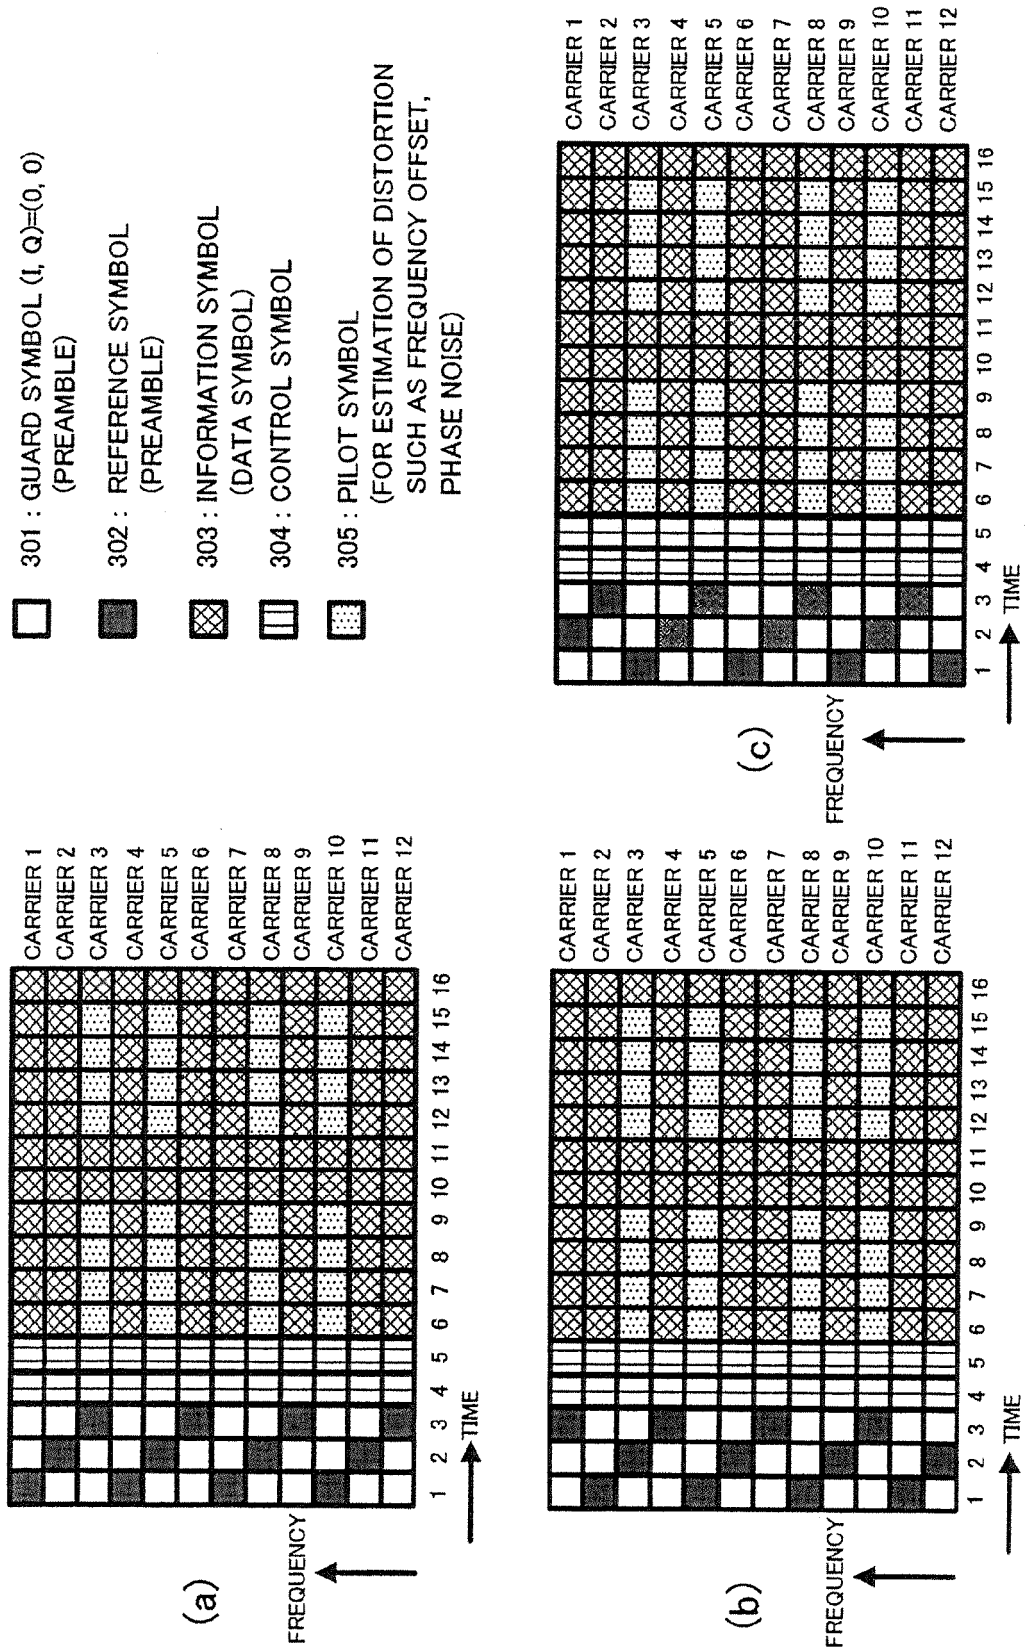 301 : GUARD SYMBOL (I, Q)=(0, 0)
(PREAMBLE)
302 : REFERENCE SYMBOL
(PREAMBLE)
303 : INFORMATION SYMBOL
(DATA SYMBOL)
304 : CONTROL SYMBOL
305 : PILOT SYMBOL
(FOR ESTIMATION OF DISTORTION
SUCH AS FREQUENCY OFFSET,
PHASE NOISE)
(a)
CARRIER 1
CARRIER 2
CARRIER 3
CARRIER 4
CARRIER 5
CARRIER 6
CARRIER 7
CARRIER 8
CARRIER 9
CARRIER 10
CARRIER 11
CARRIER 12
FREQUENCY
1 2 3 4 5 6 7 8 9 10 11 12 13 14 15 16
TIME
(b)
CARRIER 1
CARRIER 2
CARRIER 3
CARRIER 4
CARRIER 5
CARRIER 6
CARRIER 7
CARRIER 8
CARRIER 9
CARRIER 10
CARRIER 11
CARRIER 12
FREQUENCY
1 2 3 4 5 6 7 8 9 10 11 12 13 14 15 16
TIME
(c)
CARRIER 1
CARRIER 2
CARRIER 3
CARRIER 4
CARRIER 5
CARRIER 6
CARRIER 7
CARRIER 8
CARRIER 9
CARRIER 10
CARRIER 11
CARRIER 12
FREQUENCY
1 2 3 4 5 6 7 8 9 10 11 12 13 14 15 16
TIME